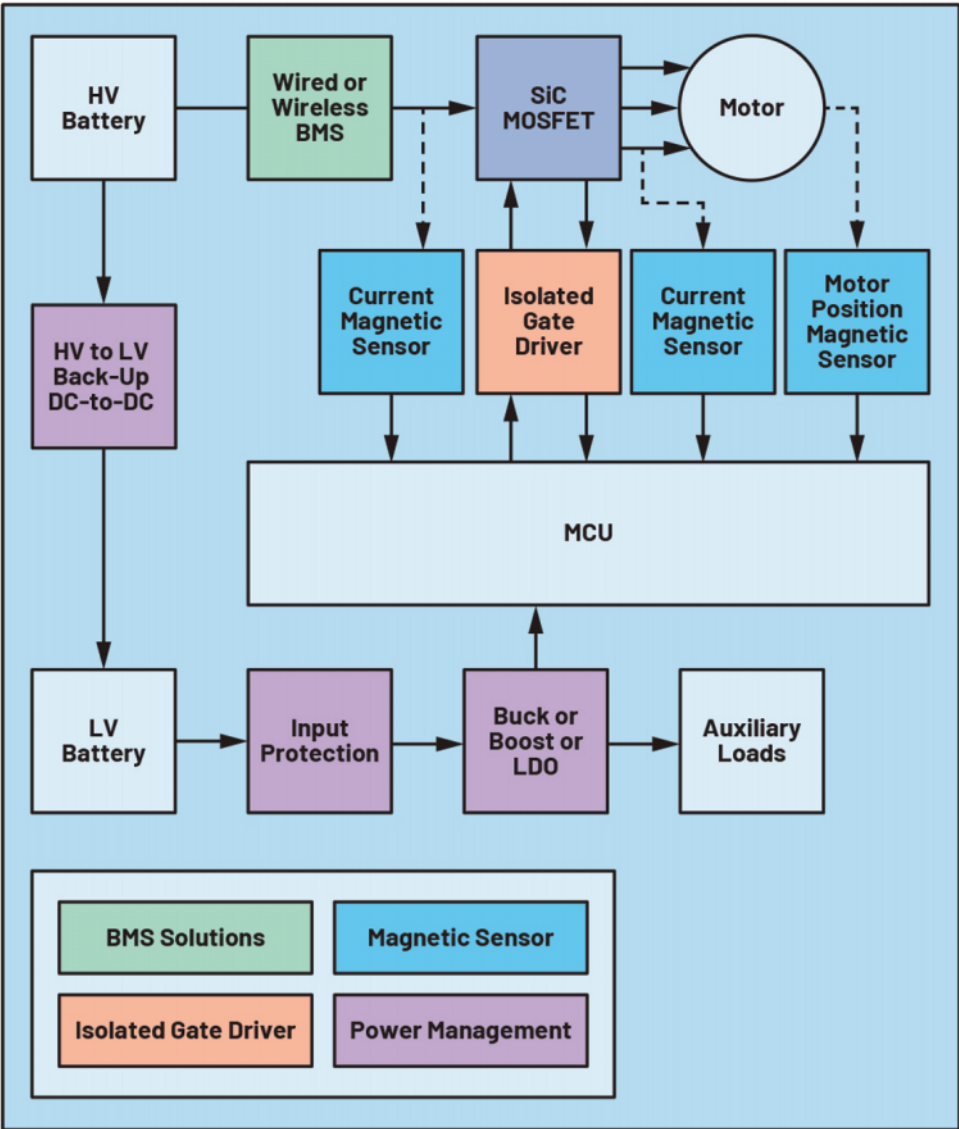 HV
Battery
Wired or
Wireless
BMS
SiC
MOSFET
Motor
Current
Magnetic
Sensor
Isolated
Gate
Driver
Current
Magnetic
Sensor
Motor
Position
Magnetic
Sensor
HV to LV
Back-Up
DC-to-DC
MCU
LV
Battery
Input
Protection
Buck or
Boost or
LDO
Auxiliary
Loads
BMS Solutions
Magnetic Sensor
Isolated Gate Driver
Power Management